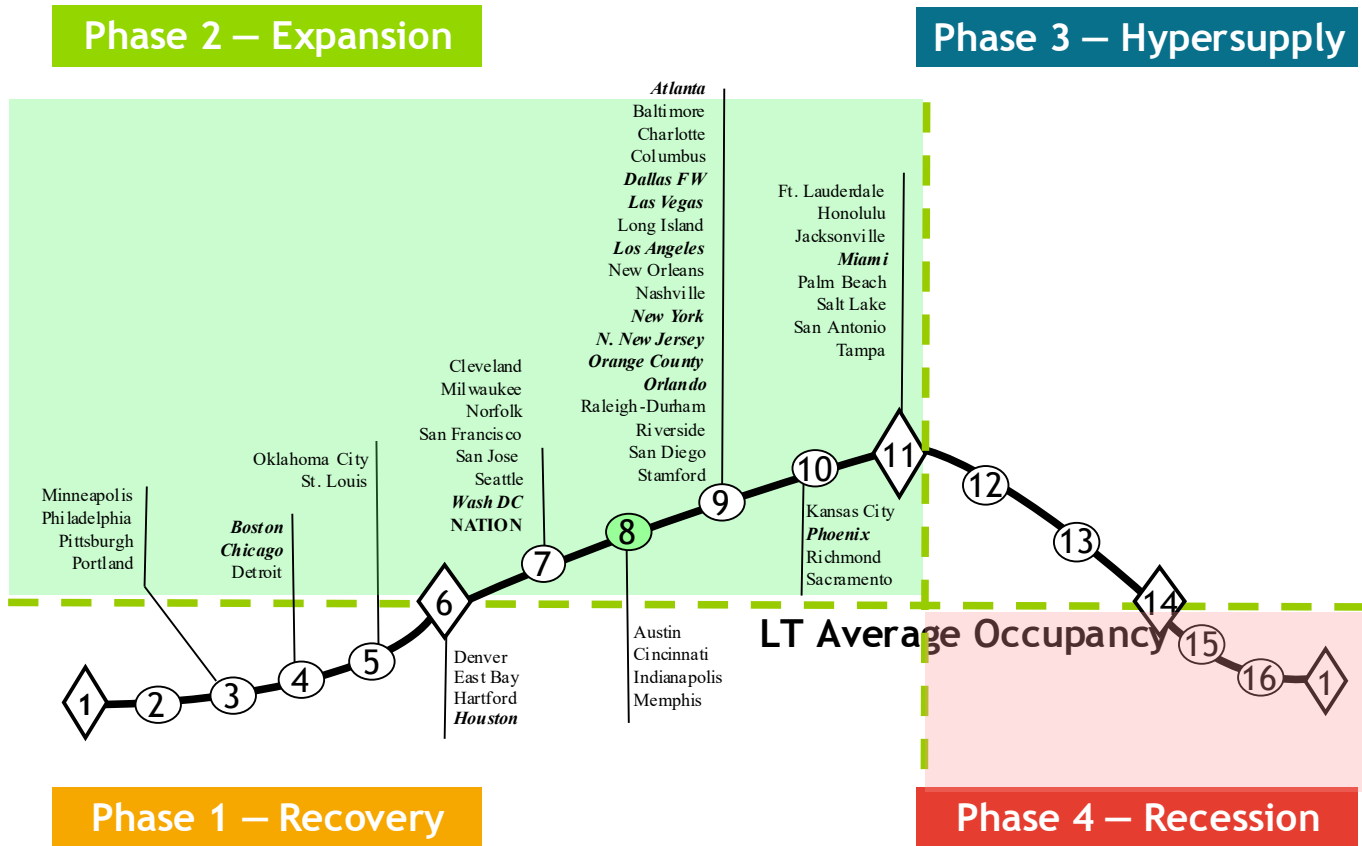 Phase 2 — Expansion
Phase 3 — Hypersupply
Atlanta
Baltimore
Charlotte
Columbus
Dallas FW
Las Vegas
Long Island
Los Angeles
New Orleans
Nashville
New York
N. New Jersey
Orange County
Orlando
Raleigh-Durham
Riverside
San Diego
Stamford
Ft. Lauderdale
Honolulu
Jacksonville
Miami
Palm Beach
Salt Lake
San Antonio
Tampa
Cleveland
Milwaukee
Norfolk
San Francisco
San Jose
Seattle
Wash DC
NATION
Oklahoma City
St. Louis
Minneapolis
Philadelphia
Pittsburgh
Portland
Boston
Chicago
Detroit
Kansas City
Phoenix
Richmond
Sacramento
1
2
3
4
5
6
7
8
9
10
11
12
13
14
15
16
1
LT Average Occupancy
Denver
East Bay
Hartford
Houston
Austin
Cincinnati
Indianapolis
Memphis
Phase 1 — Recovery
Phase 4 — Recession